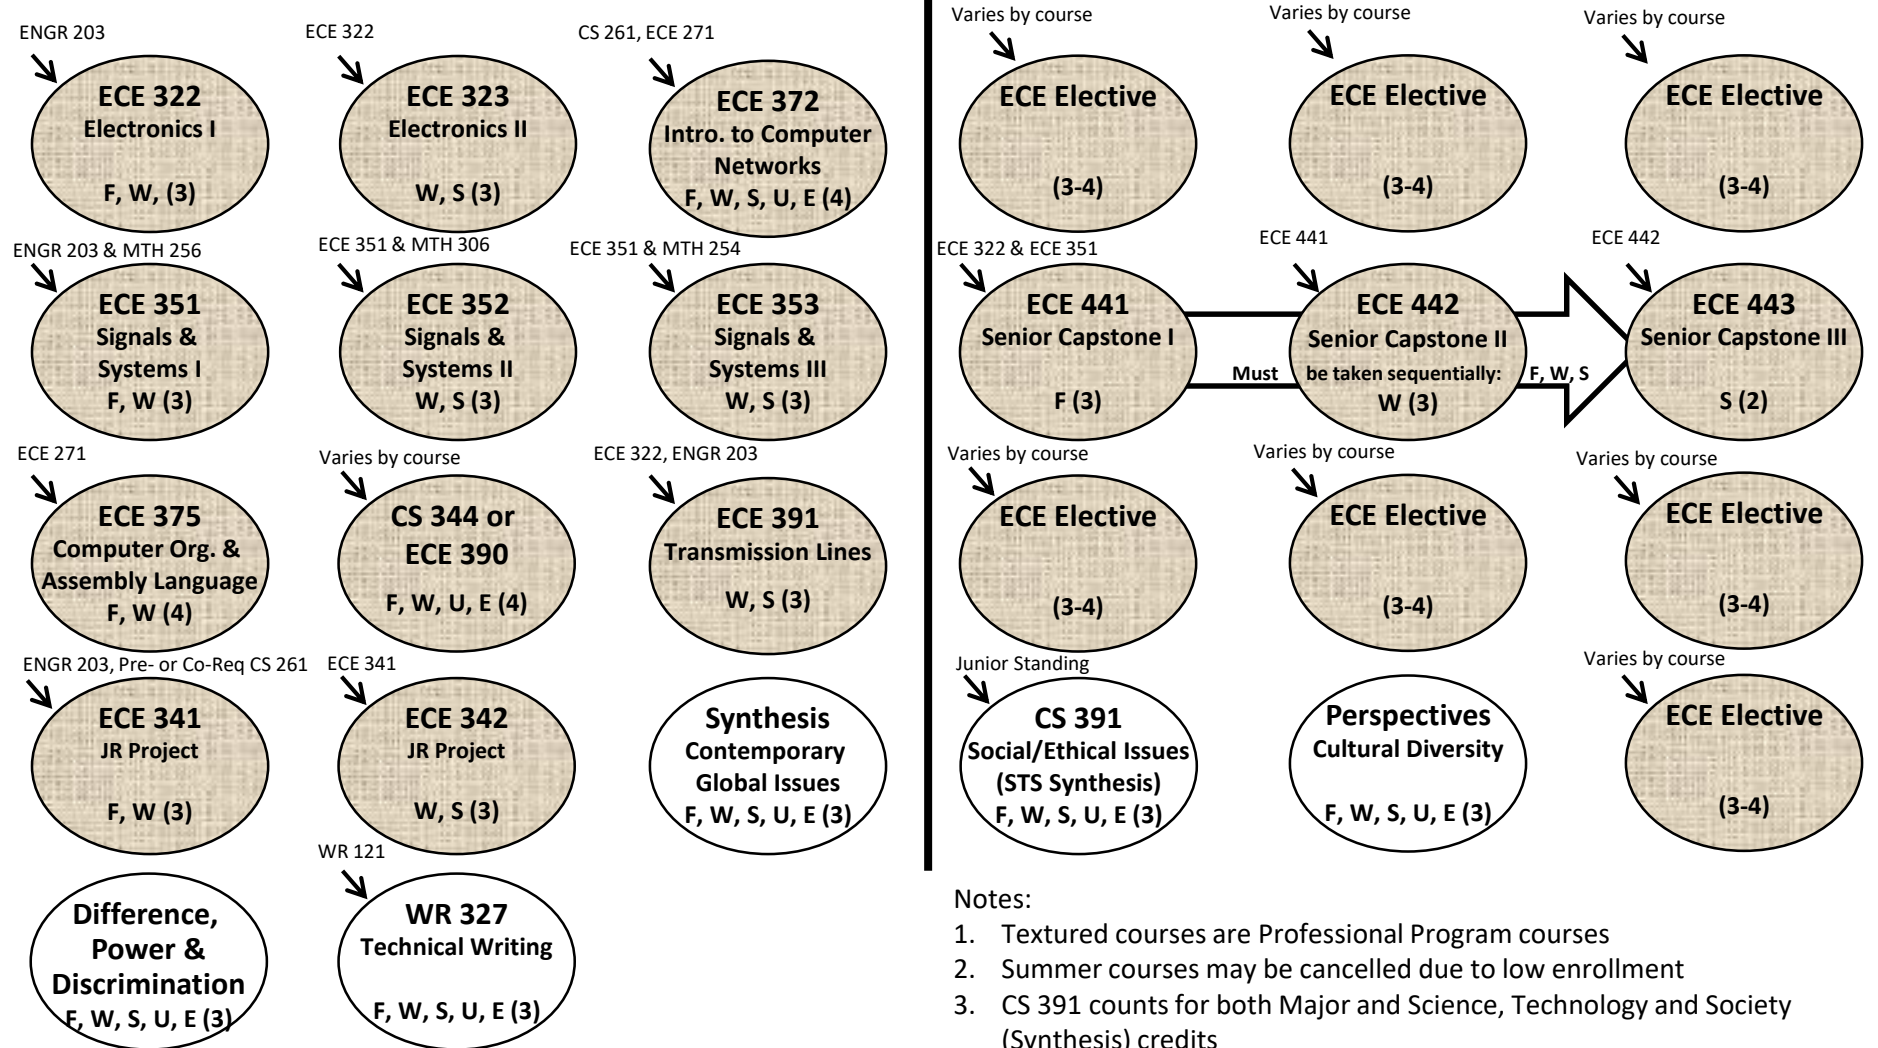 ENGR 203
ECE 322
Electronics I
F, W, (3)
ECE 322
ECE 323
Electronics II
W, S (3)
CS 261, ECE 271
ECE 372
Intro. to Computer
Networks
F, W, S, U, E (4)
ENGR 203 & MTH 256
ECE 351
Signals &
Systems I
F, W (3)
ECE 351 & MTH 306
ECE 352
Signals &
Systems II
W, S (3)
ECE 351 & MTH 254
ECE 353
Signals &
Systems III
W, S (3)
ECE 271
ECE 375
Computer Org. &
Assembly Language
F, W (4)
Varies by course
CS 344 or
ECE 390
F, W, U, E (4)
ECE 322, ENGR 203
ECE 391
Transmission Lines
W, S (3)
ENGR 203, Pre- or Co-Req CS 261
ECE 341
JR Project
F, W (3)
ECE 341
ECE 342
JR Project
W, S (3)
Synthesis
Contemporary
Global Issues
F, W, S, U, E (3)
Difference,
Power &
Discrimination
F, W, S, U, E (3)
WR 121
WR 327
Technical Writing
F, W, S, U, E (3)
Varies by course
ECE Elective
(3-4)
Varies by course
ECE Elective
(3-4)
Varies by course
ECE Elective
(3-4)
ECE 322 & ECE 351
ECE 441
Senior Capstone I
F (3)
ECE 441
ECE 442
Senior Capstone II
Must be taken sequentially: F, W, S
W (3)
ECE 442
ECE 443
Senior Capstone III
S (2)
Varies by course
ECE Elective
(3-4)
Varies by course
ECE Elective
(3-4)
Varies by course
ECE Elective
(3-4)
Junior Standing
CS 391
Social/Ethical Issues
(STS Synthesis)
F, W, S, U, E (3)
Perspectives
Cultural Diversity
F, W, S, U, E (3)
Varies by course
ECE Elective
(3-4)
Notes:
1. Textured courses are Professional Program courses
2. Summer courses may be cancelled due to low enrollment
3. CS 391 counts for both Major and Science, Technology and Society
(Synthesis) credits